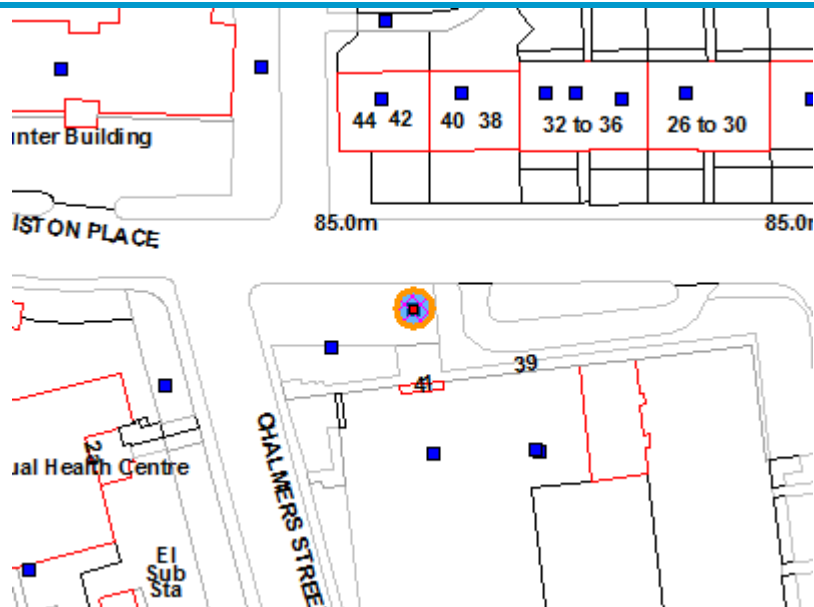 44 42
40 38
32 to 36
26 to 30
nter Building
ISTON PLACE
85.0m
85.0m
39
41
CHALMERS STREE
ual Health Centre
El
Sub
Sta